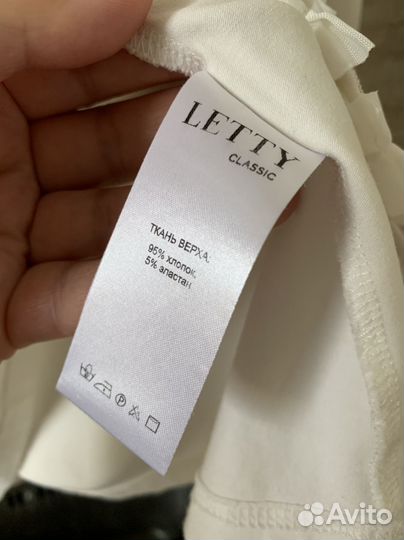 LETTY
CLASSIC
ТКАНЬ ВЕРХА:
95% хлопок,
5% эластан
P
Avito